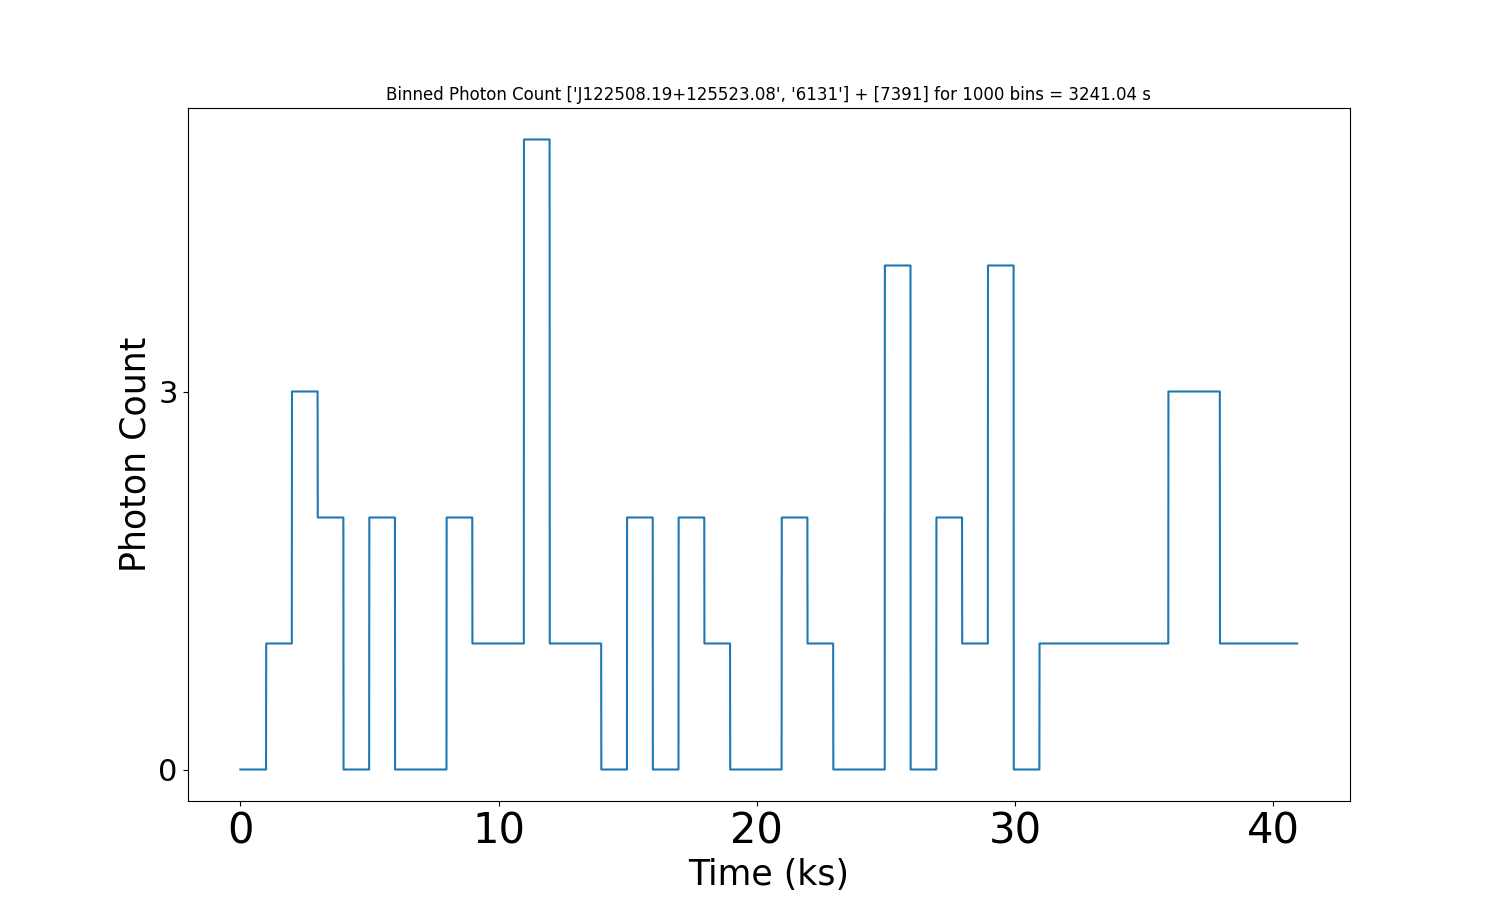 Binned Photon Count ['J122508.19+125523.08', '6131'] + [7391] for 1000 bins = 3241.04 s
Photon Count
3
0
0 10 20 30 40
Time (ks)